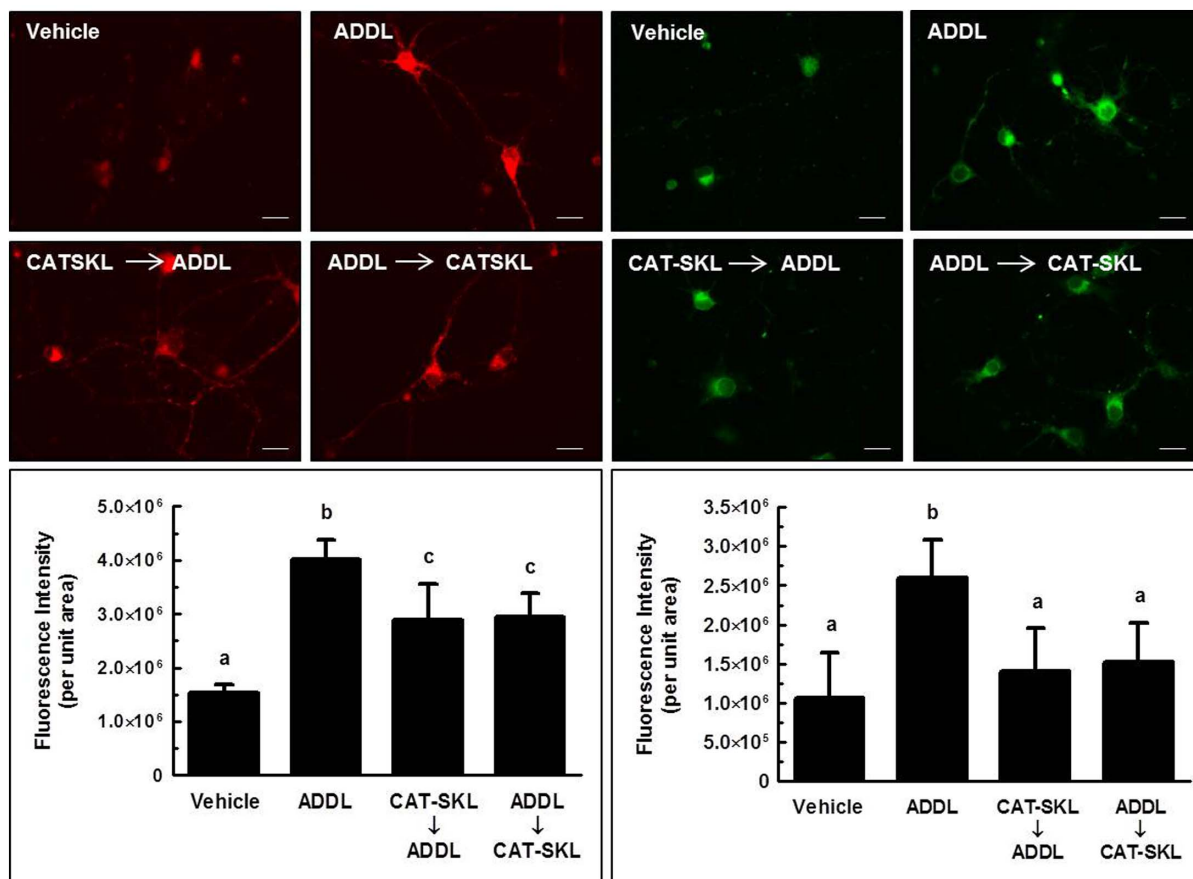 Vehicle
ADDL
Vehicle
ADDL
CATSKL → ADDL
ADDL → CATSKL
CAT-SKL → ADDL
ADDL → CAT-SKL
Fluorescence Intensity
(per unit area)
5.0×10⁶
4.0×10⁶
3.0×10⁶
2.0×10⁶
1.0×10⁶
0
a
b
c
c
Vehicle
ADDL
CAT-SKL
↓
ADDL
ADDL
↓
CAT-SKL
Fluorescence Intensity
(per unit area)
3.5×10⁶
3.0×10⁶
2.5×10⁶
2.0×10⁶
1.5×10⁶
1.0×10⁶
5.0×10⁵
0
a
b
a
a
Vehicle
ADDL
CAT-SKL
↓
ADDL
ADDL
↓
CAT-SKL